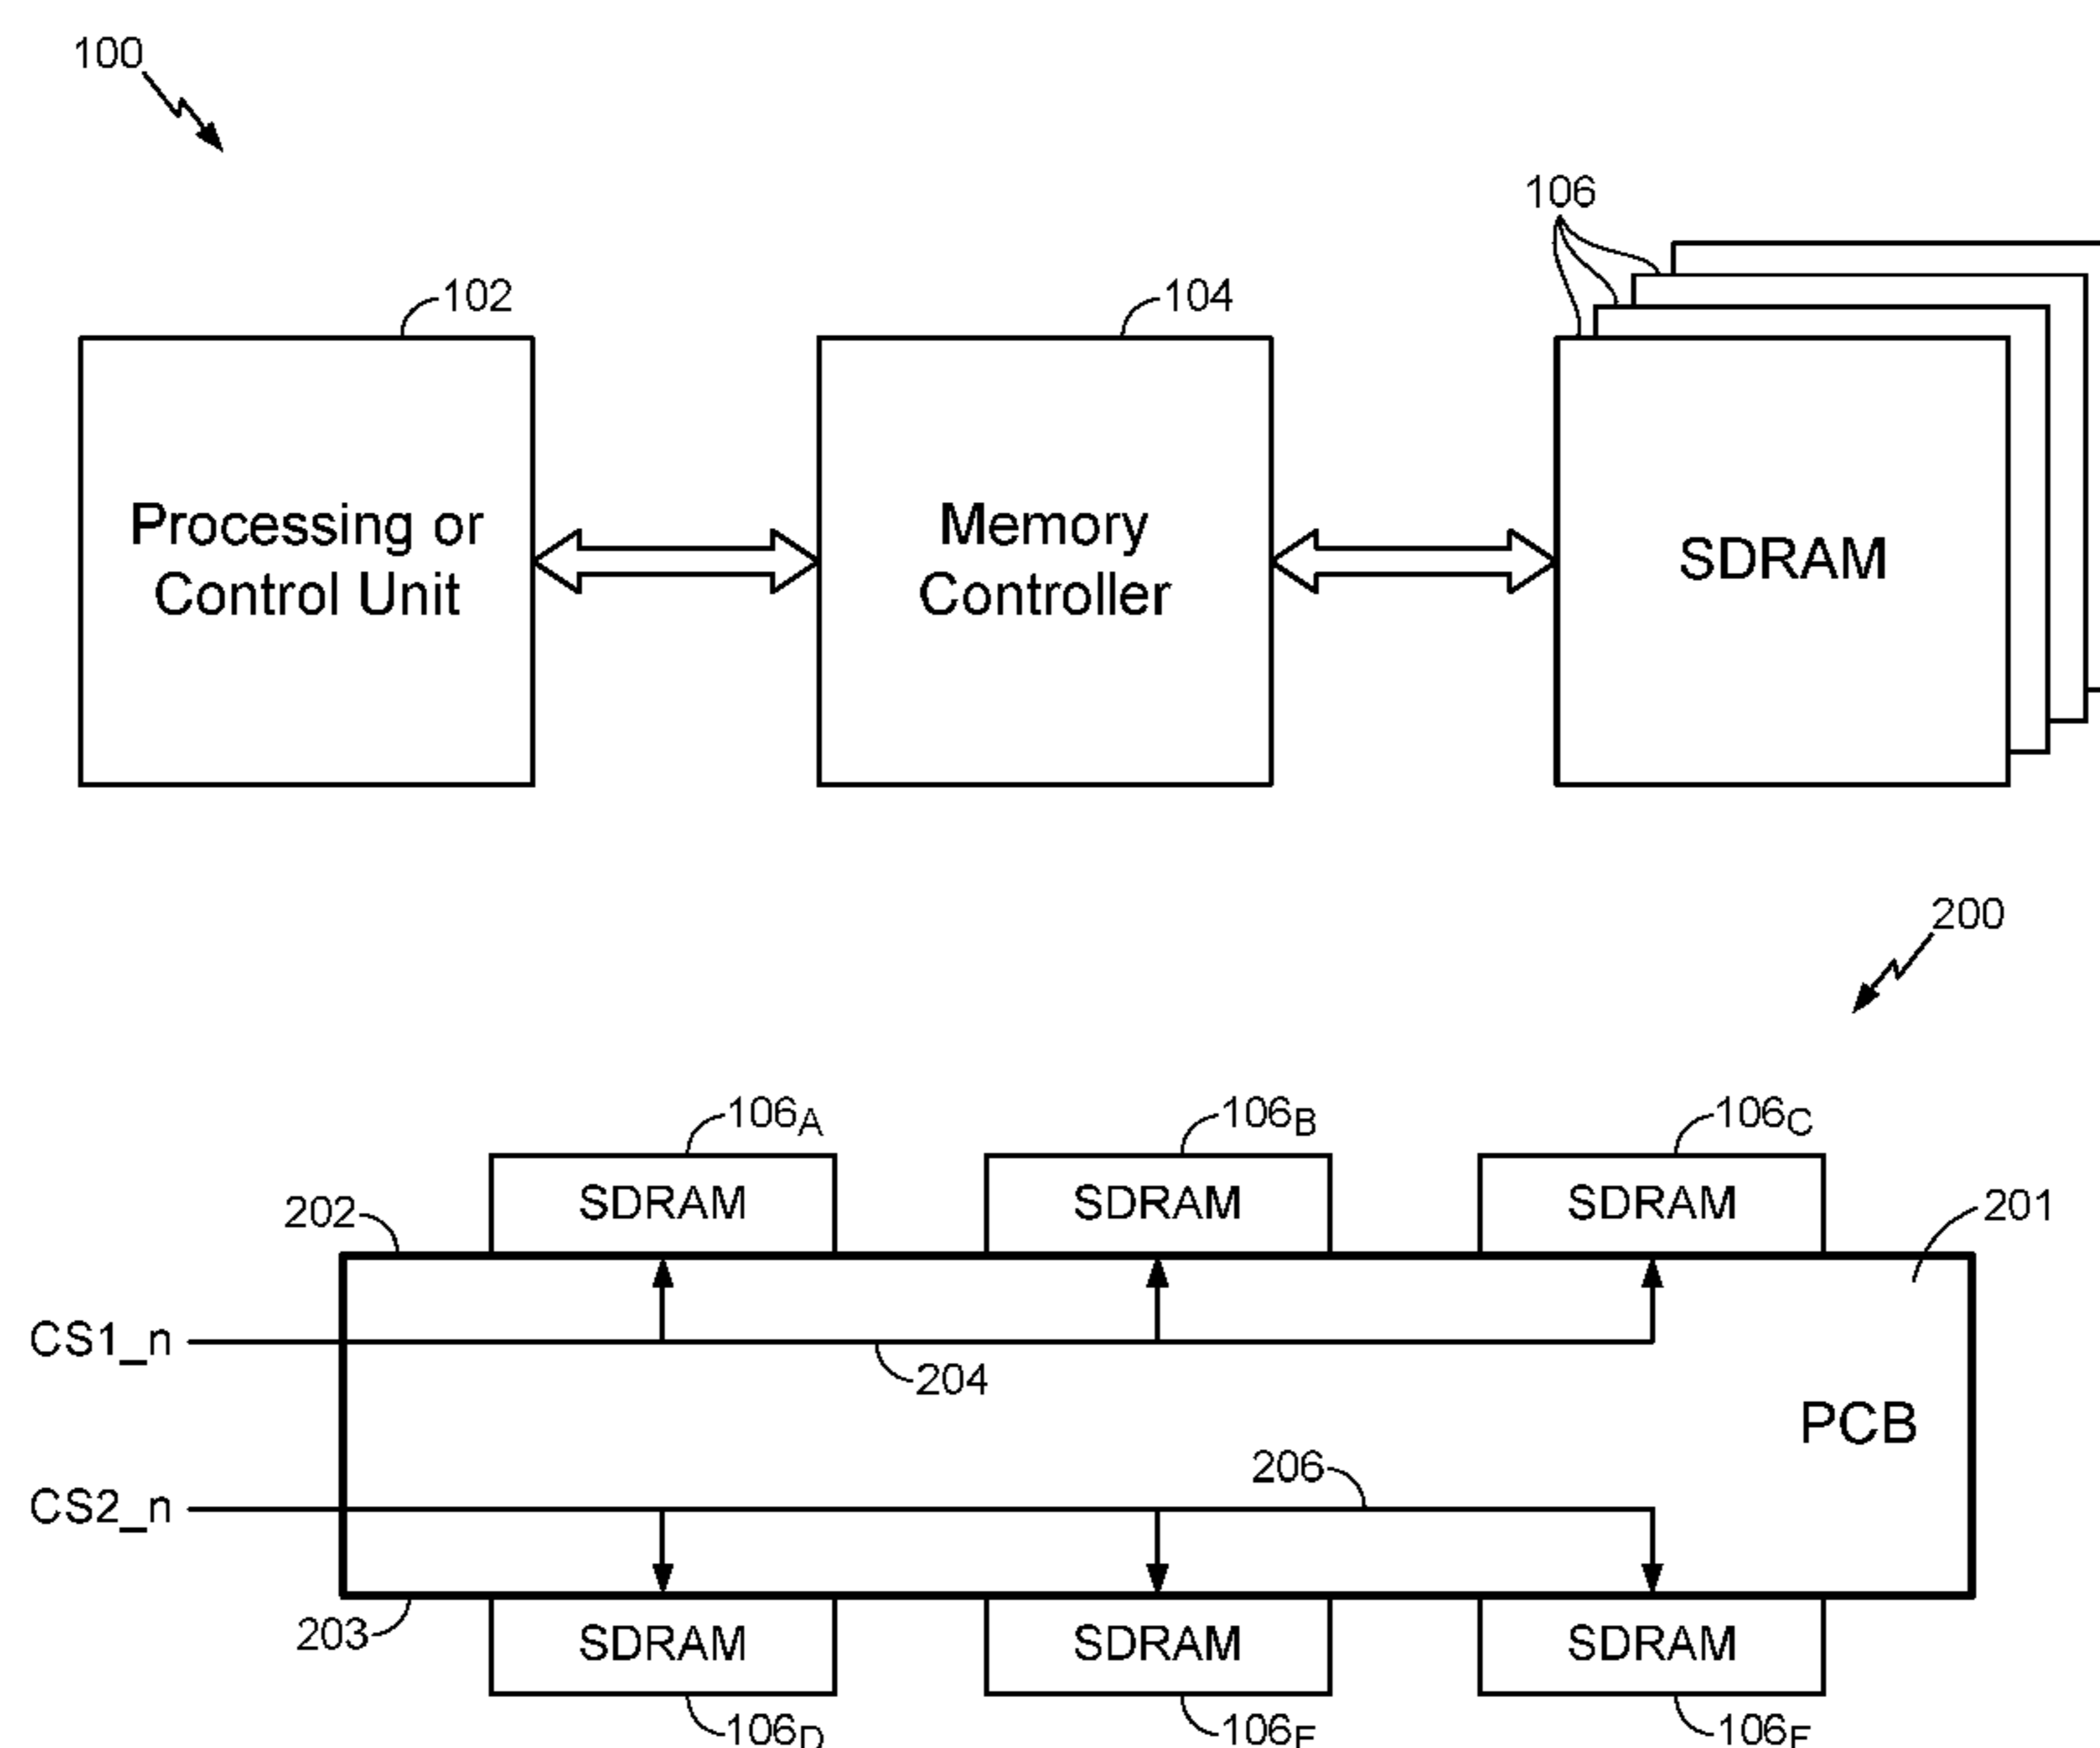 100
106
102
104
Processing or
Control Unit
Memory
Controller
SDRAM
200
106A
106B
106C
SDRAM
SDRAM
SDRAM
202
201
CS1_n
204
PCB
206
CS2_n
203
SDRAM
SDRAM
SDRAM
106D
106E
106F